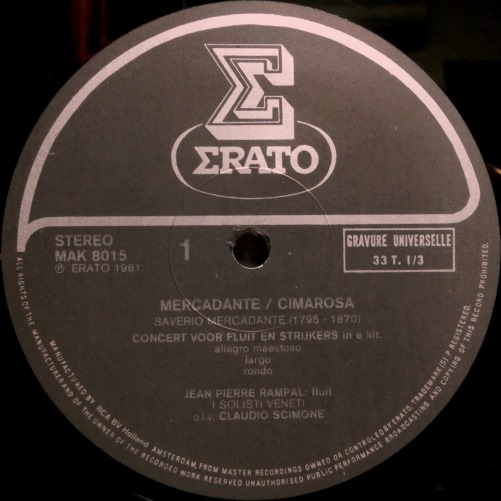 Σ
ΣRATO
STEREO
MAK 8015
℗ ERATO 1981
1
GRAVURE UNIVERSELLE
33 T. 1/3
MERCADANTE / CIMAROSA
SAVERIO MERCADANTE (1795 - 1870)
CONCERT VOOR FLUIT EN STRIJKERS in e kit.
allegro maestoso
largo
rondo
JEAN PIERRE RAMPAL: fluit
I SOLISTI VENETI
o.l.v. CLAUDIO SCIMONE
MANUFACTURED BY RCA BV Holland AMSTERDAM, FROM MASTER RECORDINGS OWNED OR CONTROLED BY ERATO. TRADEMARK(S) P REGISTERED.
ALL RIGHTS OF THE MANUFACTURER AND OF THE OWNER OF THE RECORDED WORK RESERVED UNAUTHORISED PUBLIC PERFORMANCE BROADCASTING AND COPYING OF THIS RECORD PROHIBITED.